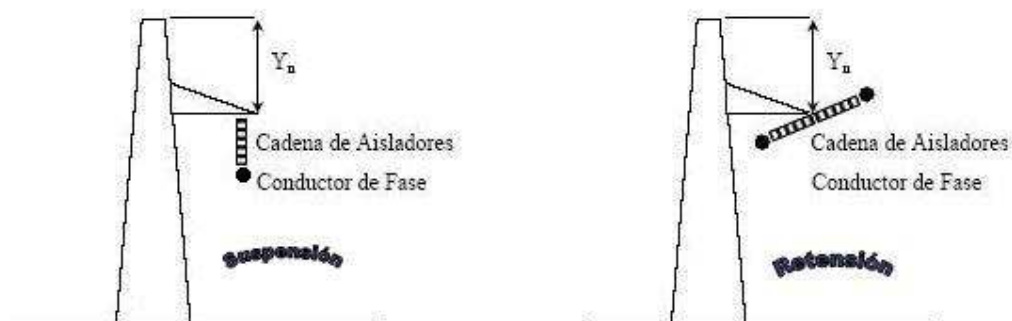 Yn
Cadena de Aisladores
Conductor de Fase
Suspensión
Yn
Cadena de Aisladores
Conductor de Fase
Retensión